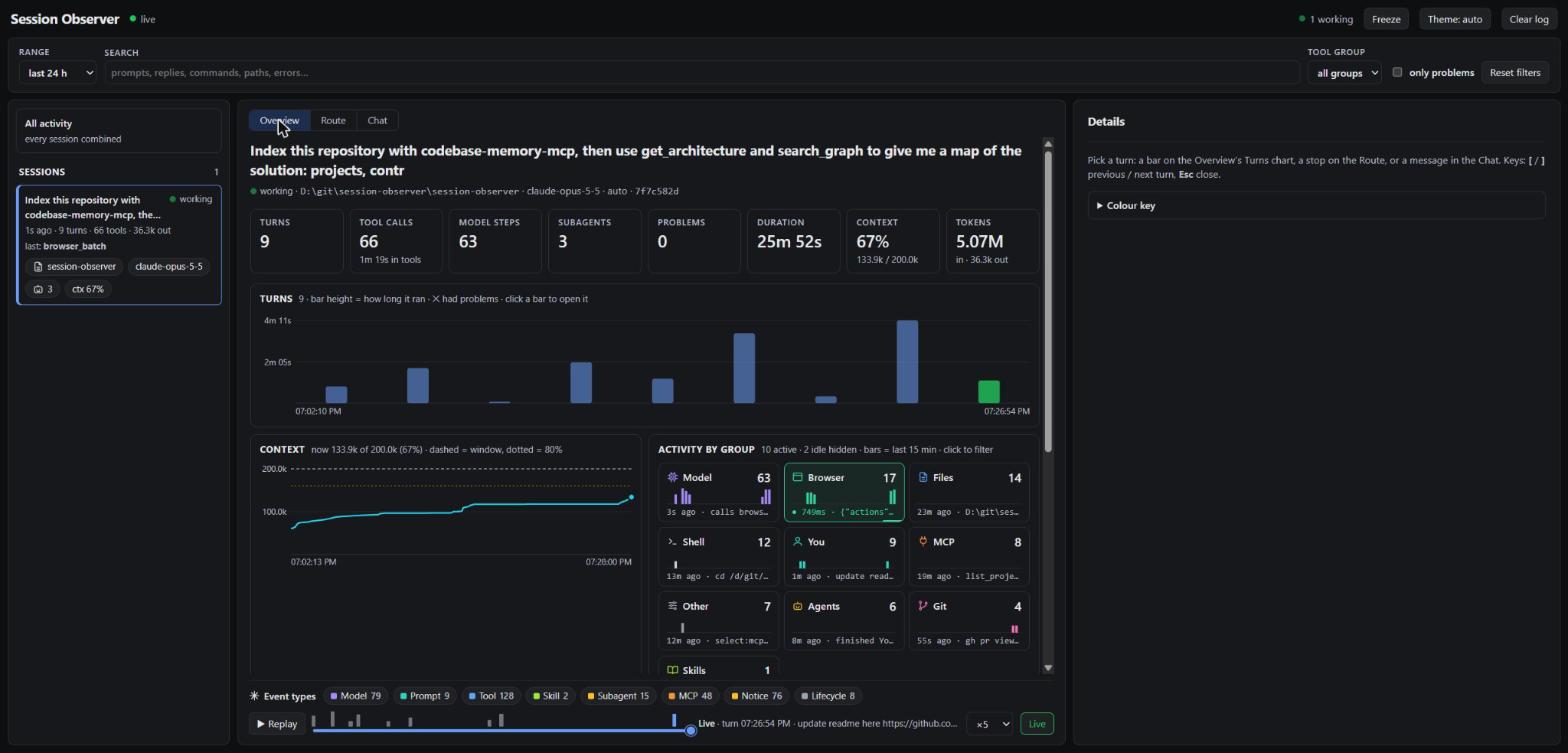 Session Observer live
1 working Freeze Theme: auto Clear log
RANGE SEARCH TOOL GROUP
last 24 h prompts, replies, commands, paths, errors... all groups only problems Reset filters
All activity
every session combined
SESSIONS 1
Index this repository with working
codebase-memory-mcp, the...
1s ago · 9 turns · 66 tools · 36.3k out
last: browser_batch
session-observer claude-opus-5-5
3 ctx 67%
Overview Route Chat
Index this repository with codebase-memory-mcp, then use get_architecture and search_graph to give me a map of the
solution: projects, contr
working · D:\git\session-observer\session-observer · claude-opus-5-5 · auto · 7f7c582d
TURNS TOOL CALLS MODEL STEPS SUBAGENTS PROBLEMS DURATION CONTEXT TOKENS
9 66 63 3 0 25m 52s 67% 5.07M
1m 19s in tools 133.9k / 200.0k in · 36.3k out
TURNS 9 · bar height = how long it ran · X had problems · click a bar to open it
4m 11s
2m 05s
07:02:10 PM 07:26:54 PM
CONTEXT now 133.9k of 200.0k (67%) · dashed = window, dotted = 80%
200.0k
100.0k
07:02:13 PM 07:28:00 PM
ACTIVITY BY GROUP 10 active · 2 idle hidden · bars = last 15 min · click to filter
Model 63 Browser 17 Files 14
3s ago · calls brows... 749ms · {"actions"... 23m ago · D:\git\ses...
Shell 12 You 9 MCP 8
13m ago · cd /d/git/... 1m ago · update read... 19m ago · list_proje...
Other 7 Agents 6 Git 4
12m ago · select:mcp... 8m ago · finished Yo... 55s ago · gh pr view...
Skills 1
Event types Model 79 Prompt 9 Tool 128 Skill 2 Subagent 15 MCP 48 Notice 76 Lifecycle 8
Replay Live · turn 07:26:54 PM · update readme here https://github.co... ×5 Live
Details
Pick a turn: a bar on the Overview's Turns chart, a stop on the Route, or a message in the Chat. Keys: [ / ]
previous / next turn, Esc close.
Colour key